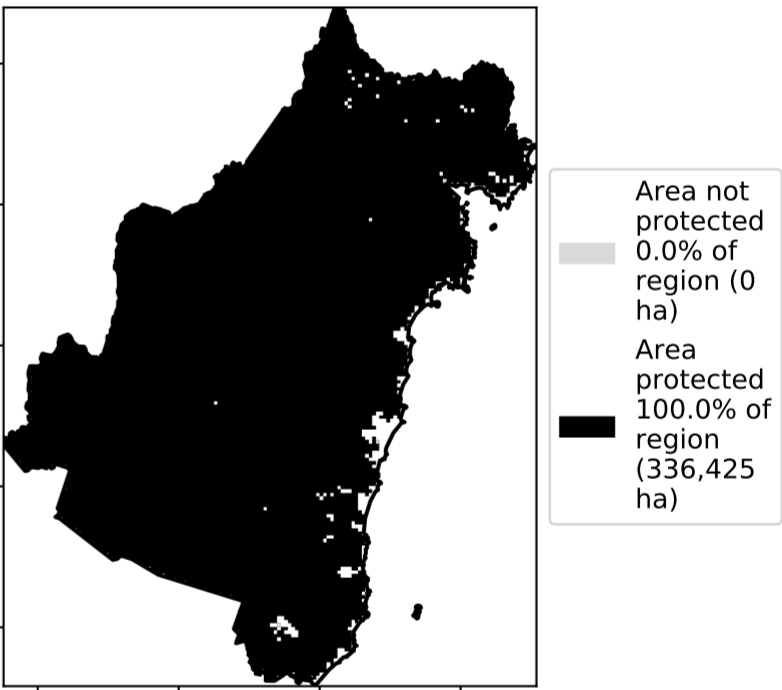 Area not
protected
0.0% of
region (0
ha)
Area
protected
100.0% of
region
(336,425
ha)